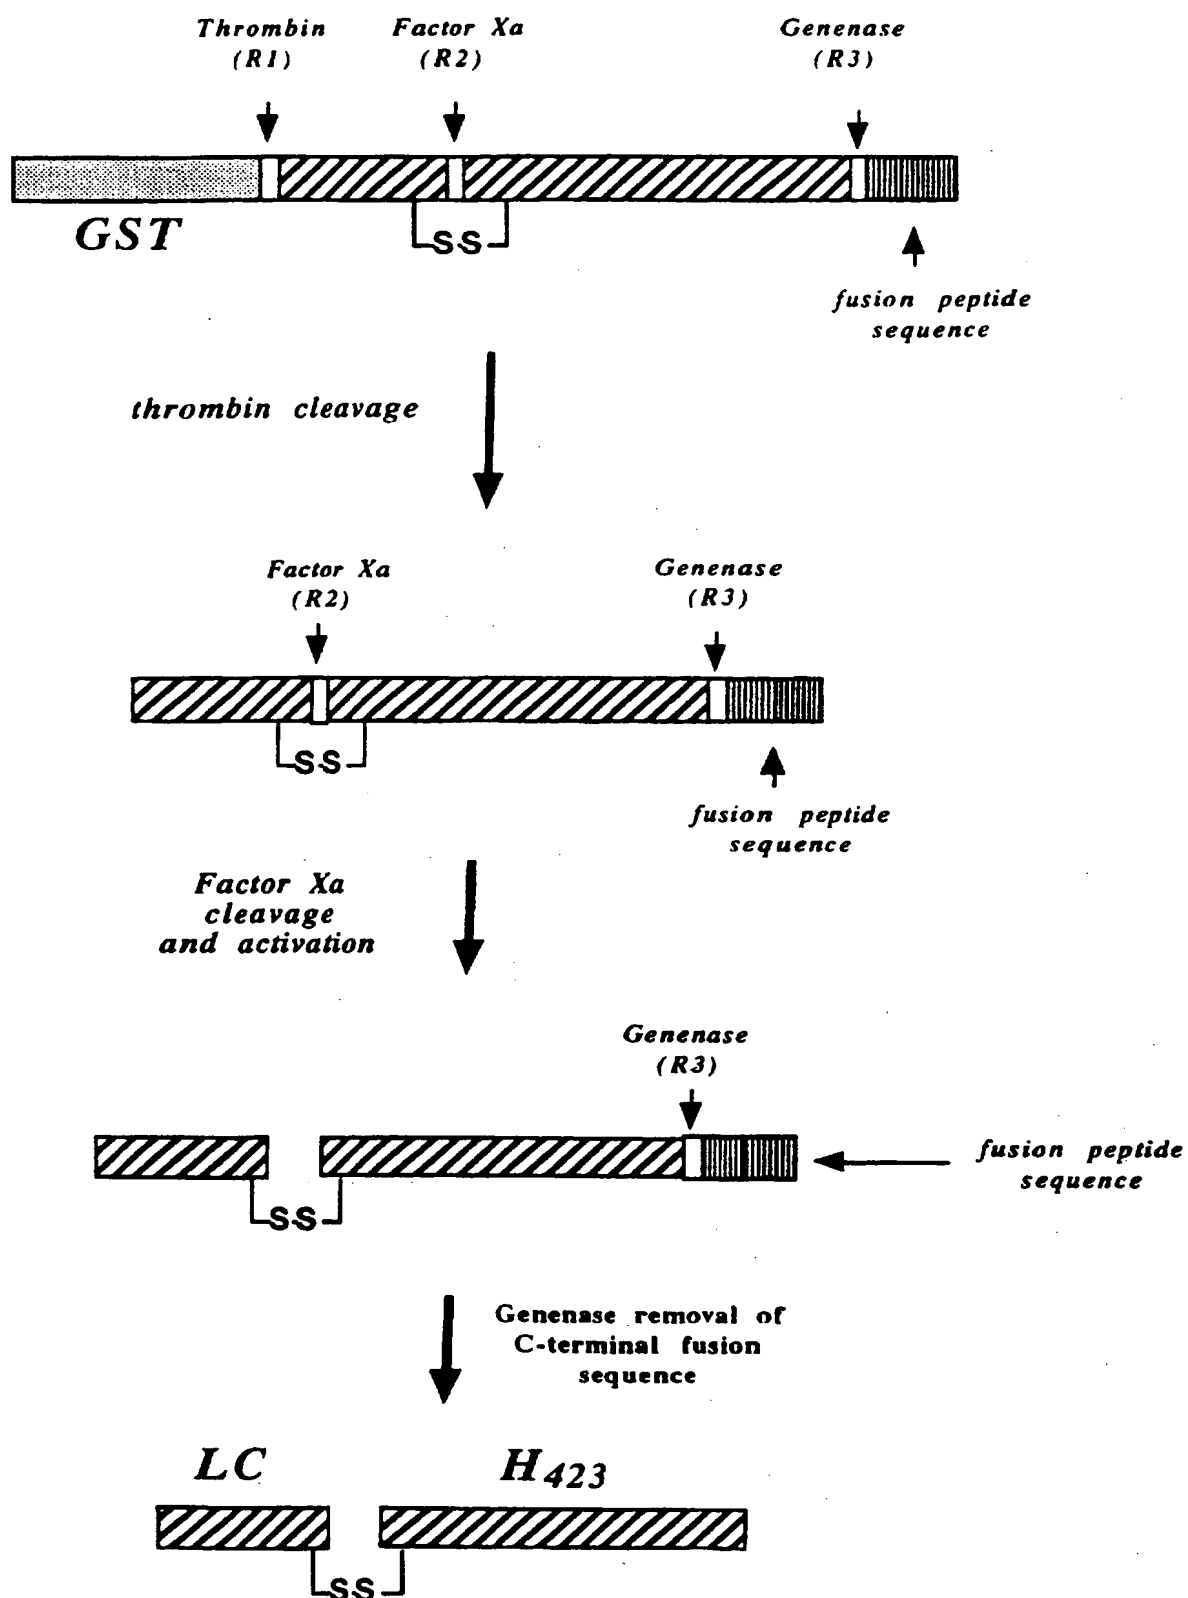 Thrombin Factor Xa Genenase
(R1) (R2) (R3)
GST
SS
fusion peptide
sequence
thrombin cleavage
Factor Xa Genenase
(R2) (R3)
SS
fusion peptide
sequence
Factor Xa
cleavage
and activation
Genenase
(R3)
fusion peptide
sequence
SS
Genenase removal of
C-terminal fusion
sequence
LC H423
SS